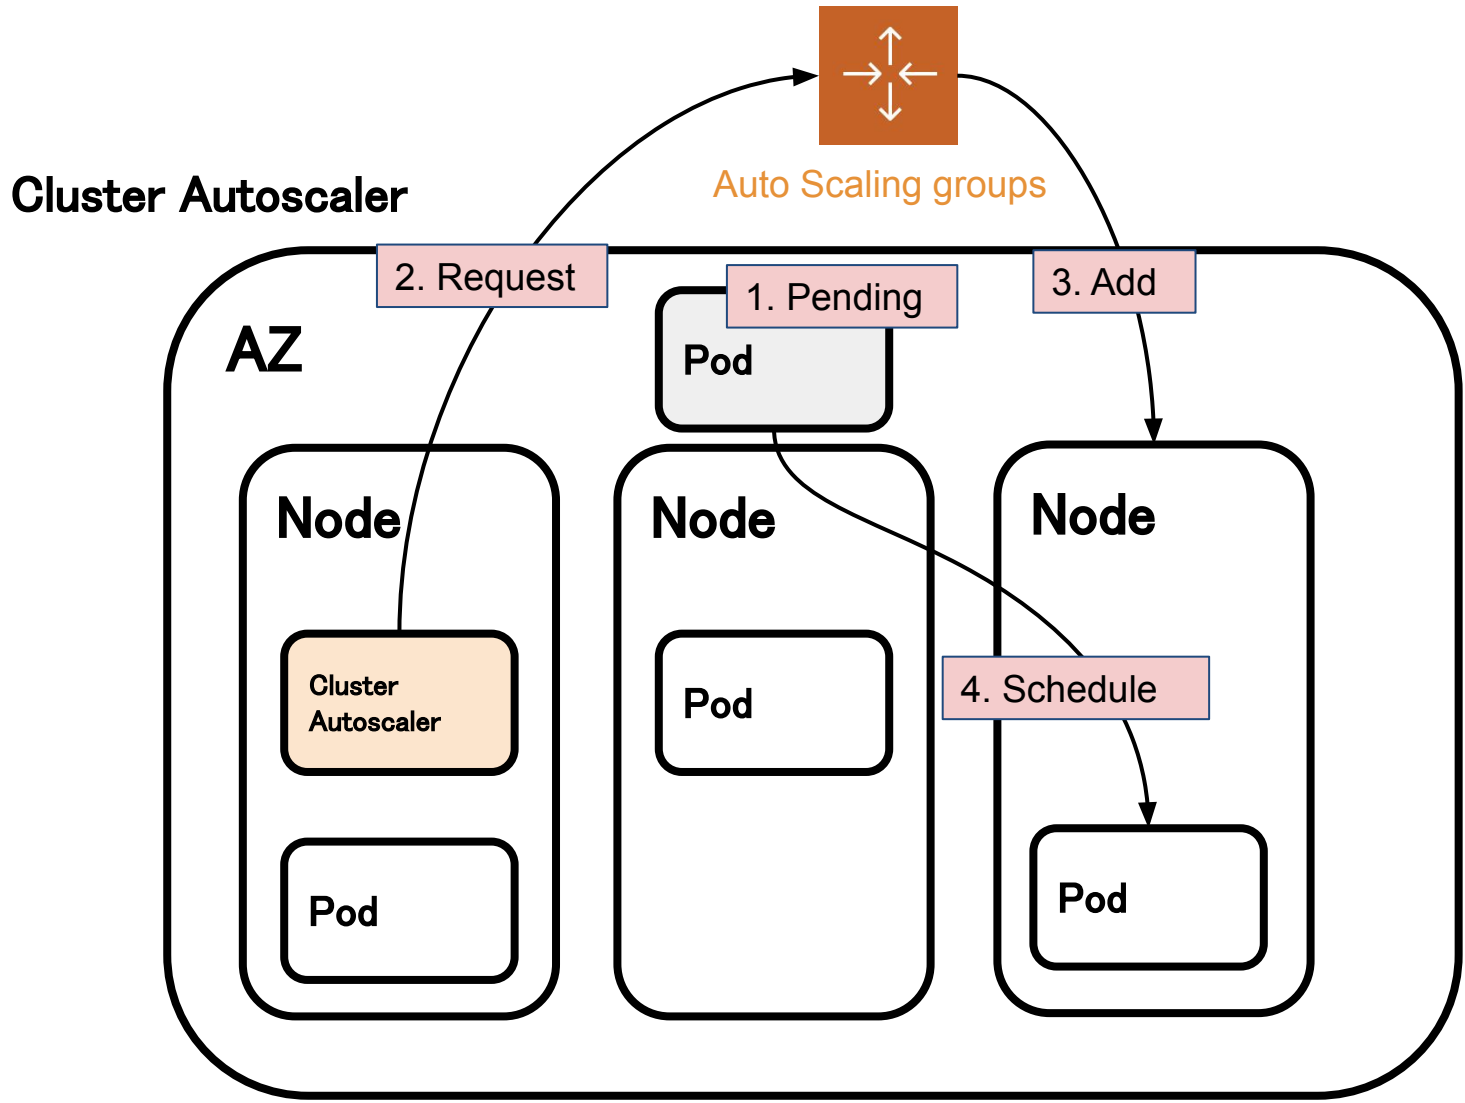 Auto Scaling groups
Cluster Autoscaler
2. Request
1. Pending
3. Add
AZ
Pod
Node
Node
Node
Cluster
Autoscaler
Pod
4. Schedule
Pod
Pod